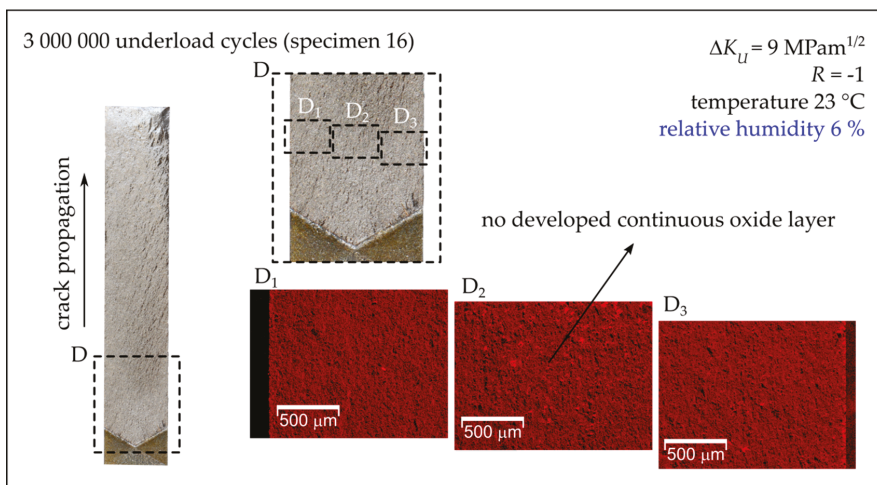 3 000 000 underload cycles (specimen 16)
ΔK_U = 9 MPam^1/2
R = -1
temperature 23 °C
relative humidity 6 %
D
D₁
D₂
D₃
crack propagation
no developed continuous oxide layer
D
D₁
D₂
D₃
500 µm
500 µm
500 µm